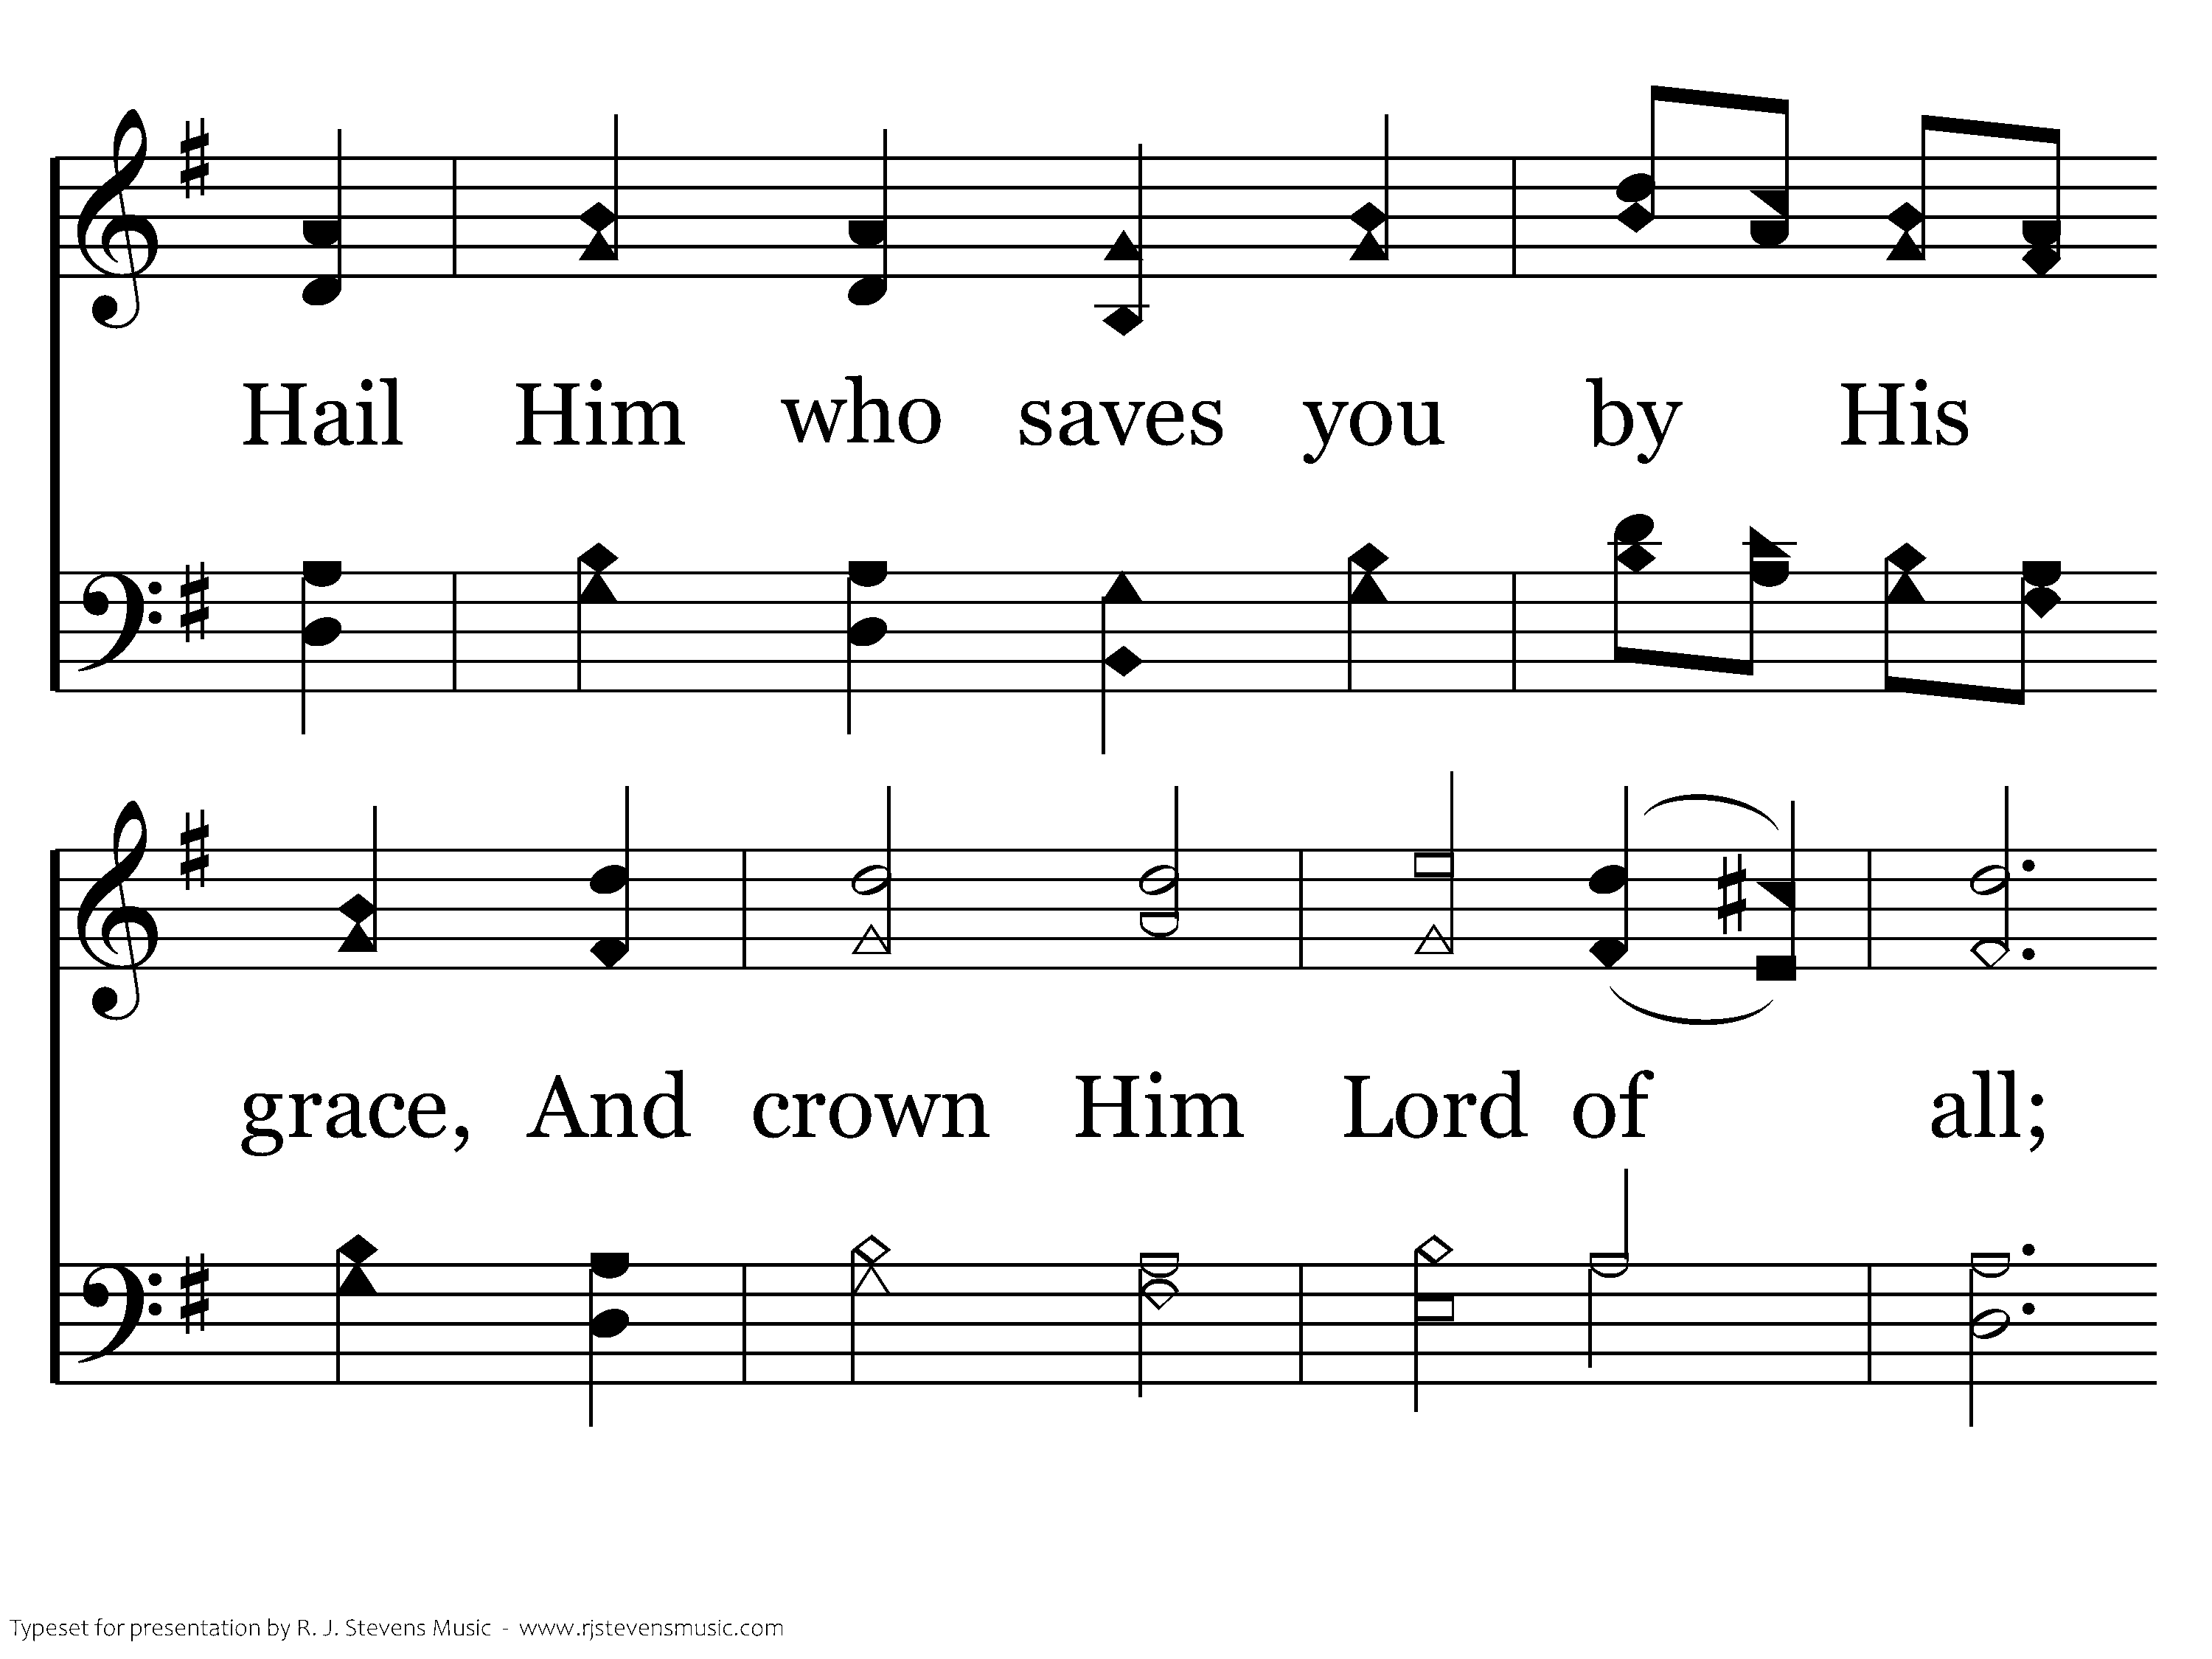 Hail Him who saves you by His
grace, And crown Him Lord of all;
Typeset for presentation by R. J. Stevens Music - www.rjstevensmusic.com